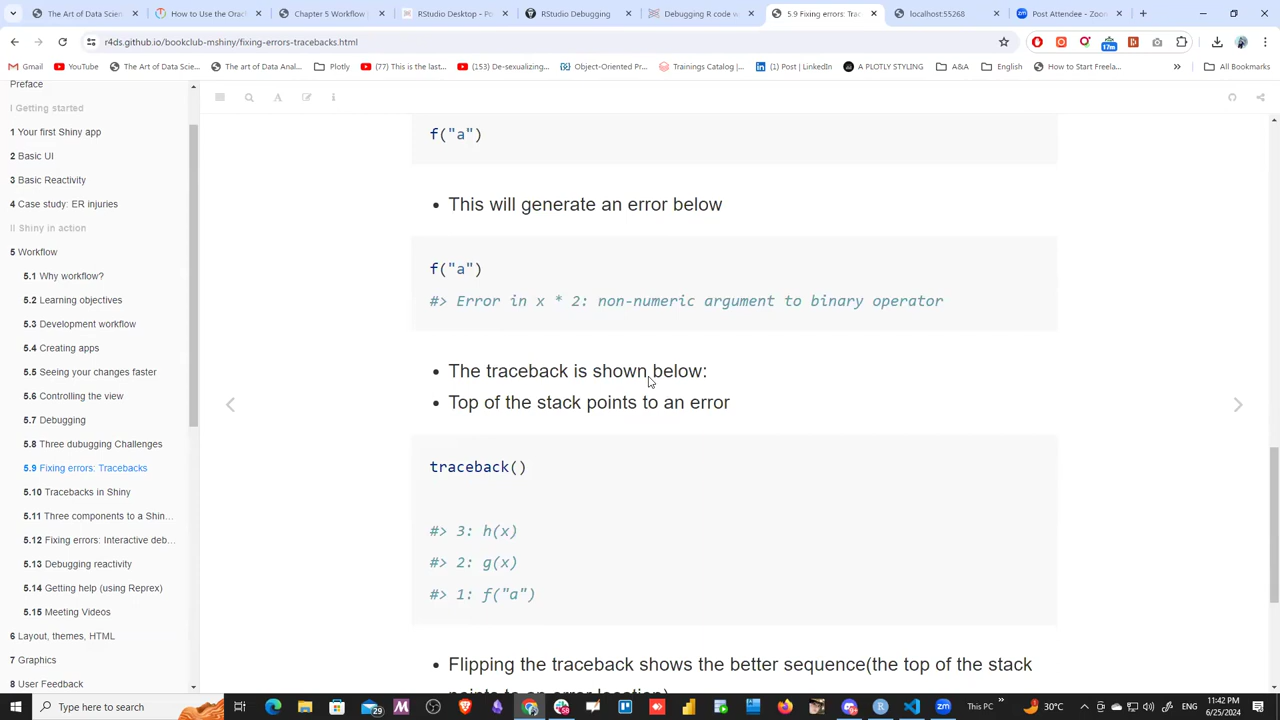 The Art of Data Sci
How to Use the Orac
Chapter 5 Workflow
RStudio Desktop - Po
RStudio Debugging
Debugging R code w
5.9 Fixing errors: Trac
localhost:55268
Post Attendee - Zoo
r4ds.github.io/bookclub-mshiny/fixing-errors-tracebacks.html
17m
Gmail
YouTube
The Art of Data Scie...
The art of Data Anal...
Plotly
(77) This is the last...
(153) De-sexualizing...
Object-Oriented Pr...
Trainings Catalog |...
(1) Post | LinkedIn
A PLOTLY STYLING
A&A
English
How to Start Freela...
»
All Bookmarks
Preface
I Getting started
1 Your first Shiny app
2 Basic UI
3 Basic Reactivity
4 Case study: ER injuries
II Shiny in action
5 Workflow
5.1 Why workflow?
5.2 Learning objectives
5.3 Development workflow
5.4 Creating apps
5.5 Seeing your changes faster
5.6 Controlling the view
5.7 Debugging
5.8 Three dubugging Challenges
5.9 Fixing errors: Tracebacks
5.10 Tracebacks in Shiny
5.11 Three components to a Shin...
5.12 Fixing errors: Interactive deb...
5.13 Debugging reactivity
5.14 Getting help (using Reprex)
5.15 Meeting Videos
6 Layout, themes, HTML
7 Graphics
8 User Feedback
f("a")
• This will generate an error below
f("a")
#> Error in x * 2: non-numeric argument to binary operator
• The traceback is shown below:
• Top of the stack points to an error
traceback()
#> 3: h(x)
#> 2: g(x)
#> 1: f("a")
• Flipping the traceback shows the better sequence(the top of the stack
points to an error location)
Type here to search
29
58
This PC
»
30°C
11:42 PM
6/25/2024